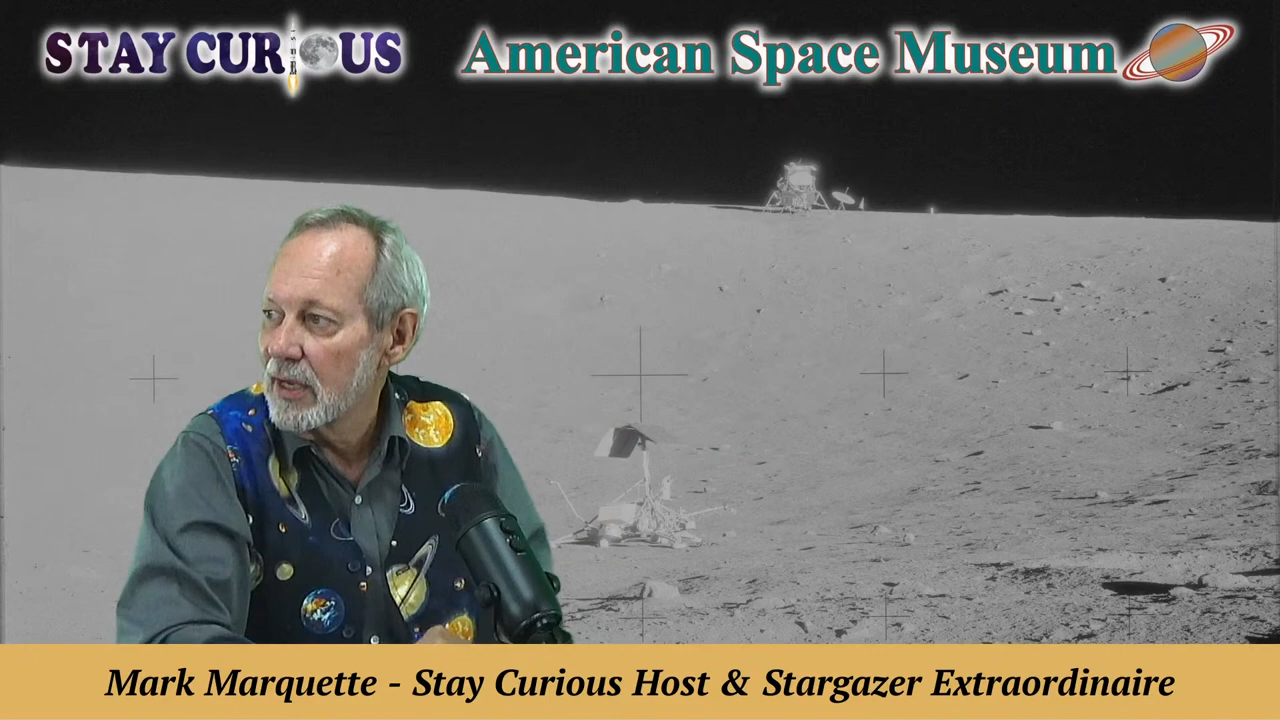 STAY CURIOUS
American Space Museum
Mark Marquette - Stay Curious Host & Stargazer Extraordinaire